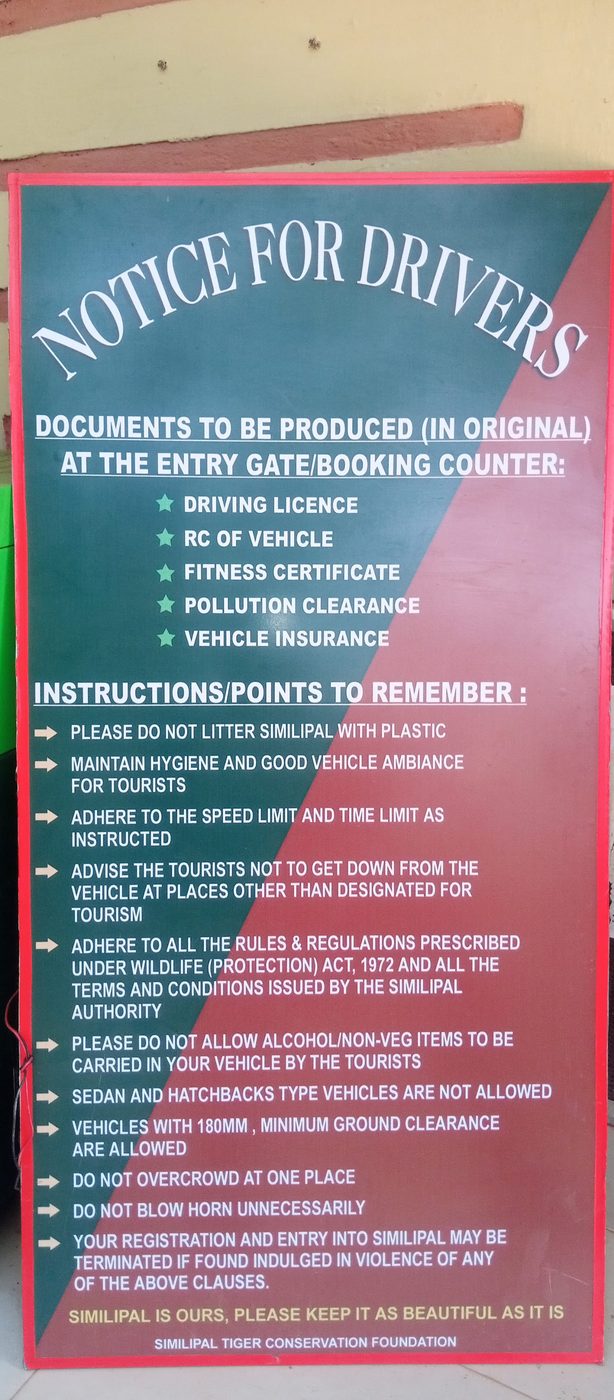 NOTICE FOR DRIVERS
DOCUMENTS TO BE PRODUCED (IN ORIGINAL)
AT THE ENTRY GATE/BOOKING COUNTER:
DRIVING LICENCE
RC OF VEHICLE
FITNESS CERTIFICATE
POLLUTION CLEARANCE
VEHICLE INSURANCE
INSTRUCTIONS/POINTS TO REMEMBER :
PLEASE DO NOT LITTER SIMILIPAL WITH PLASTIC
MAINTAIN HYGIENE AND GOOD VEHICLE AMBIANCE
FOR TOURISTS
ADHERE TO THE SPEED LIMIT AND TIME LIMIT AS
INSTRUCTED
ADVISE THE TOURISTS NOT TO GET DOWN FROM THE
VEHICLE AT PLACES OTHER THAN DESIGNATED FOR
TOURISM
ADHERE TO ALL THE RULES & REGULATIONS PRESCRIBED
UNDER WILDLIFE (PROTECTION) ACT, 1972 AND ALL THE
TERMS AND CONDITIONS ISSUED BY THE SIMILIPAL
AUTHORITY
PLEASE DO NOT ALLOW ALCOHOL/NON-VEG ITEMS TO BE
CARRIED IN YOUR VEHICLE BY THE TOURISTS
SEDAN AND HATCHBACKS TYPE VEHICLES ARE NOT ALLOWED
VEHICLES WITH 180MM , MINIMUM GROUND CLEARANCE
ARE ALLOWED
DO NOT OVERCROWD AT ONE PLACE
DO NOT BLOW HORN UNNECESSARILY
YOUR REGISTRATION AND ENTRY INTO SIMILIPAL MAY BE
TERMINATED IF FOUND INDULGED IN VIOLENCE OF ANY
OF THE ABOVE CLAUSES.
SIMILIPAL IS OURS, PLEASE KEEP IT AS BEAUTIFUL AS IT IS
SIMILIPAL TIGER CONSERVATION FOUNDATION